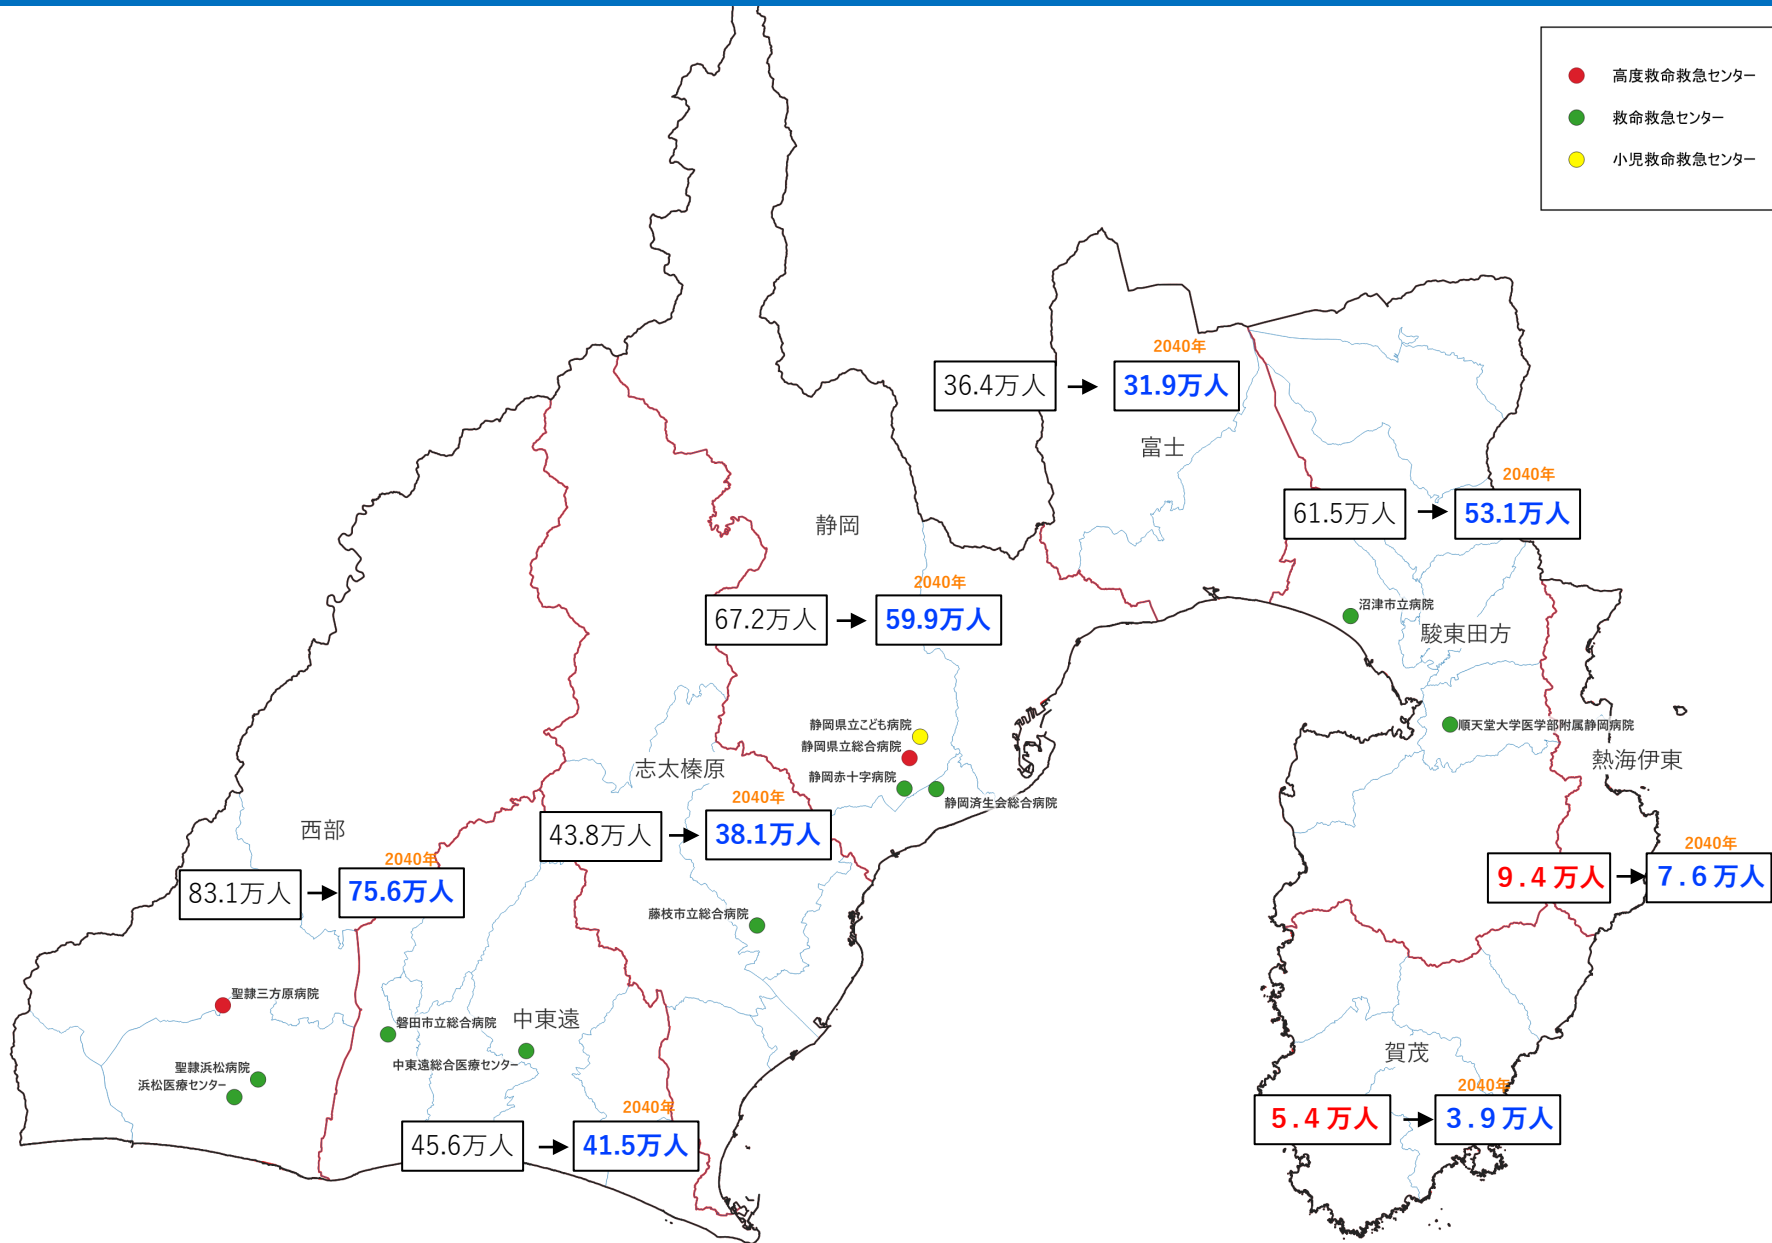 高度救命救急センター
救命救急センター
小児救命救急センター
2040年
36.4万人
31.9万人
富士
2040年
61.5万人
53.1万人
静岡
2040年
67.2万人
59.9万人
沼津市立病院
駿東田方
順天堂大学医学部附属静岡病院
熱海伊東
静岡県立こども病院
静岡県立総合病院
静岡赤十字病院
静岡済生会総合病院
志太榛原
2040年
43.8万人
38.1万人
西部
2040年
83.1万人
75.6万人
2040年
9.4万人
7.6万人
藤枝市立総合病院
聖隷三方原病院
磐田市立総合病院
中東遠
中東遠総合医療センター
聖隷浜松病院
浜松医療センター
2040年
45.6万人
41.5万人
賀茂
2040年
5.4万人
3.9万人